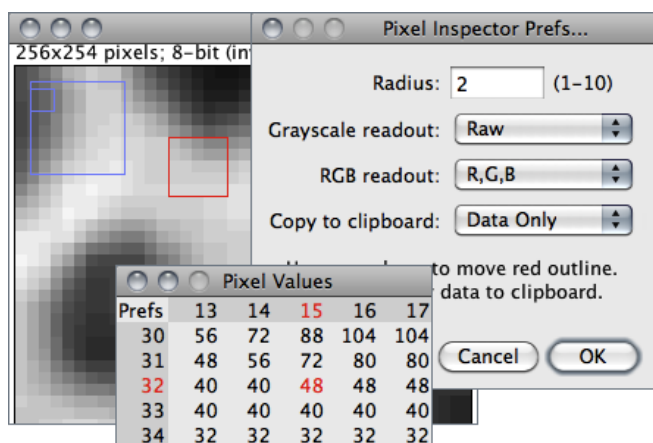 256x254 pixels; 8-bit (in
Pixel Inspector Prefs...
Radius: 2 (1–10)
Grayscale readout: Raw
RGB readout: R,G,B
Copy to clipboard: Data Only
to move red outline.
data to clipboard.
Cancel OK
Pixel Values
Prefs 13 14 15 16 17
30 56 72 88 104 104
31 48 56 72 80 80
32 40 40 48 48 48
33 40 40 40 40 40
34 32 32 32 32 32